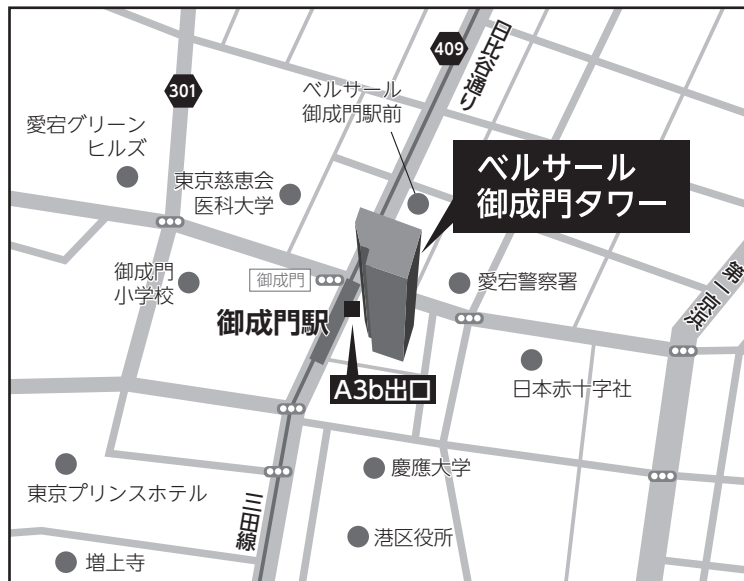 409
日比谷通り
301
ベルサール
御成門駅前
愛宕グリーン
ヒルズ
東京慈恵会
医科大学
ベルサール
御成門タワー
御成門
小学校
御成門
愛宕警察署
第一京浜
御成門駅
A3b出口
日本赤十字社
東京プリンスホテル
慶應大学
三田線
港区役所
増上寺